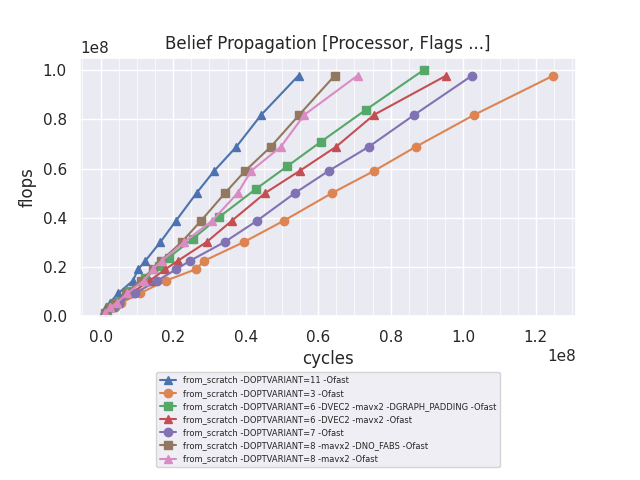 Belief Propagation [Processor, Flags ...]
1e8
1.0
0.8
0.6
0.4
0.2
0.0
flops
0.0 0.2 0.4 0.6 0.8 1.0 1.2
cycles
1e8
from_scratch -DOPTVARIANT=11 -Ofast
from_scratch -DOPTVARIANT=3 -Ofast
from_scratch -DOPTVARIANT=6 -DVEC2 -mavx2 -DGRAPH_PADDING -Ofast
from_scratch -DOPTVARIANT=6 -DVEC2 -mavx2 -Ofast
from_scratch -DOPTVARIANT=7 -Ofast
from_scratch -DOPTVARIANT=8 -mavx2 -DNO_FABS -Ofast
from_scratch -DOPTVARIANT=8 -mavx2 -Ofast